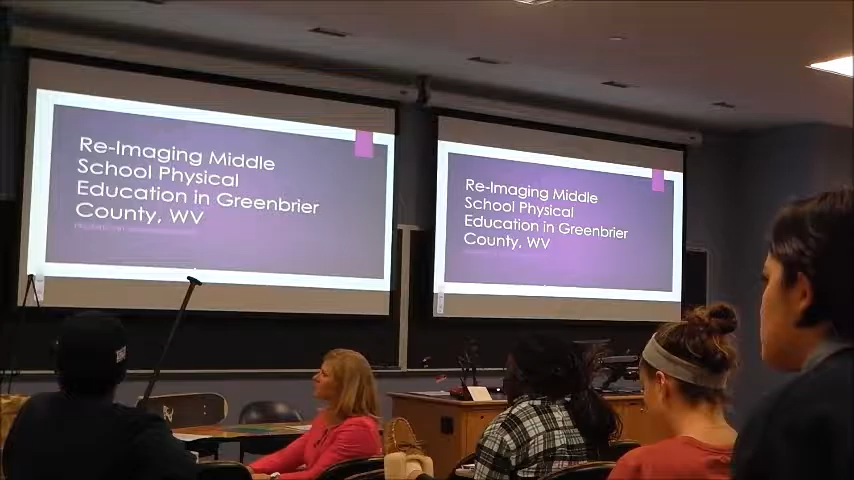 Re-Imaging Middle
School Physical
Education in Greenbrier
County, WV
Re-Imaging Middle
School Physical
Education in Greenbrier
County, WV